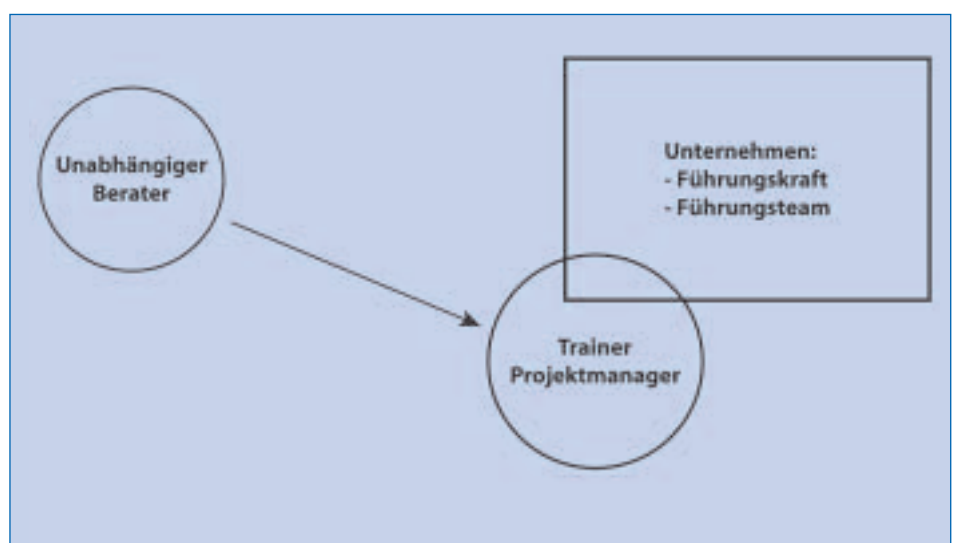 Unabhängiger
Berater
Unternehmen:
- Führungskraft
- Führungsteam
Trainer
Projektmanager